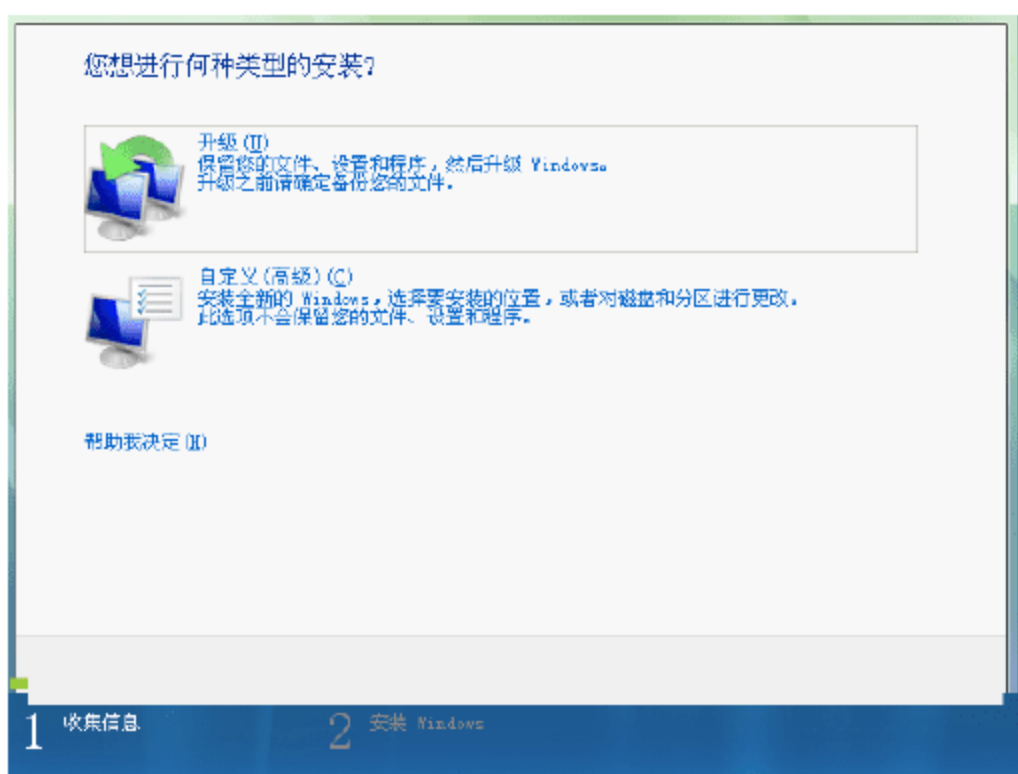 您想进行何种类型的安装?
升级(U)
保留您的文件、设置和程序，然后升级 Windows。
升级之前请确定备份您的文件。
自定义(高级)(C)
安装全新的 Windows，选择要安装的位置，或者对磁盘和分区进行更改。
此选项不会保留您的文件、设置和程序。
帮助我决定(H)
1 收集信息
2 安装 Windows